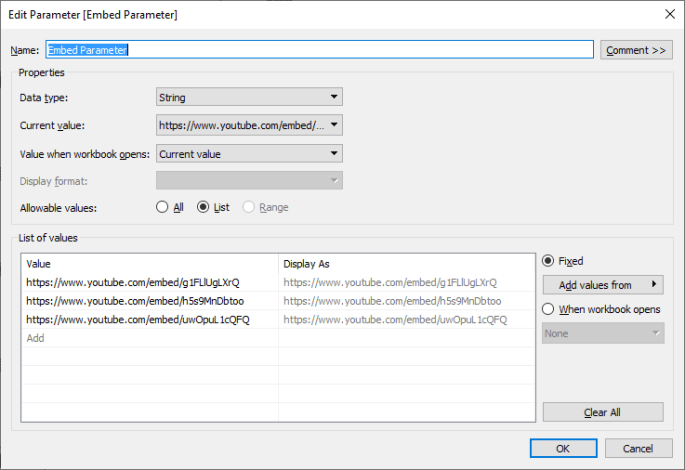 Edit Parameter [Embed Parameter]
Name: Embed Parameter Comment >>
Properties
Data type: String
Current value: https://www.youtube.com/embed/...
Value when workbook opens: Current value
Display format:
Allowable values: All List Range
List of values
Value Display As
https://www.youtube.com/embed/g1FLlUgLXrQ https://www.youtube.com/embed/g1FLlUgLXrQ
https://www.youtube.com/embed/h5s9MnDbtoo https://www.youtube.com/embed/h5s9MnDbtoo
https://www.youtube.com/embed/uwOpuL1cQFQ https://www.youtube.com/embed/uwOpuL1cQFQ
Add
Fixed
Add values from
When workbook opens
None
Clear All
OK Cancel